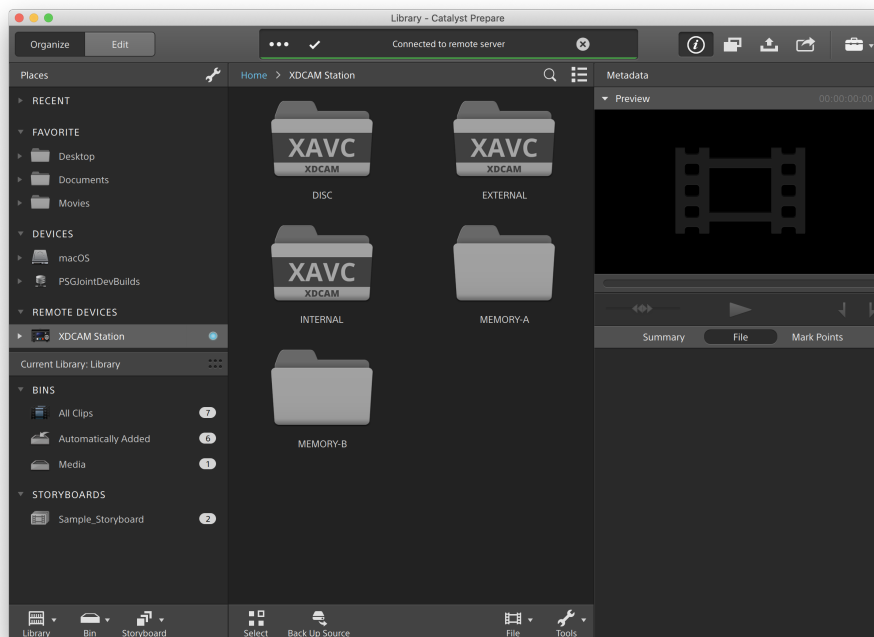 Library - Catalyst Prepare
Organize
Edit
Connected to remote server
Places
Home > XDCAM Station
Metadata
RECENT
Preview
00:00:00:00
FAVORITE
Desktop
Documents
Movies
DEVICES
macOS
PSGJointDevBuilds
REMOTE DEVICES
XDCAM Station
Current Library: Library
BINS
All Clips
7
Automatically Added
6
Media
1
STORYBOARDS
Sample_Storyboard
2
XAVC
XDCAM
DISC
XAVC
XDCAM
EXTERNAL
XAVC
XDCAM
INTERNAL
MEMORY-A
MEMORY-B
Summary
File
Mark Points
Library
Bin
Storyboard
Select
Back Up Source
File
Tools